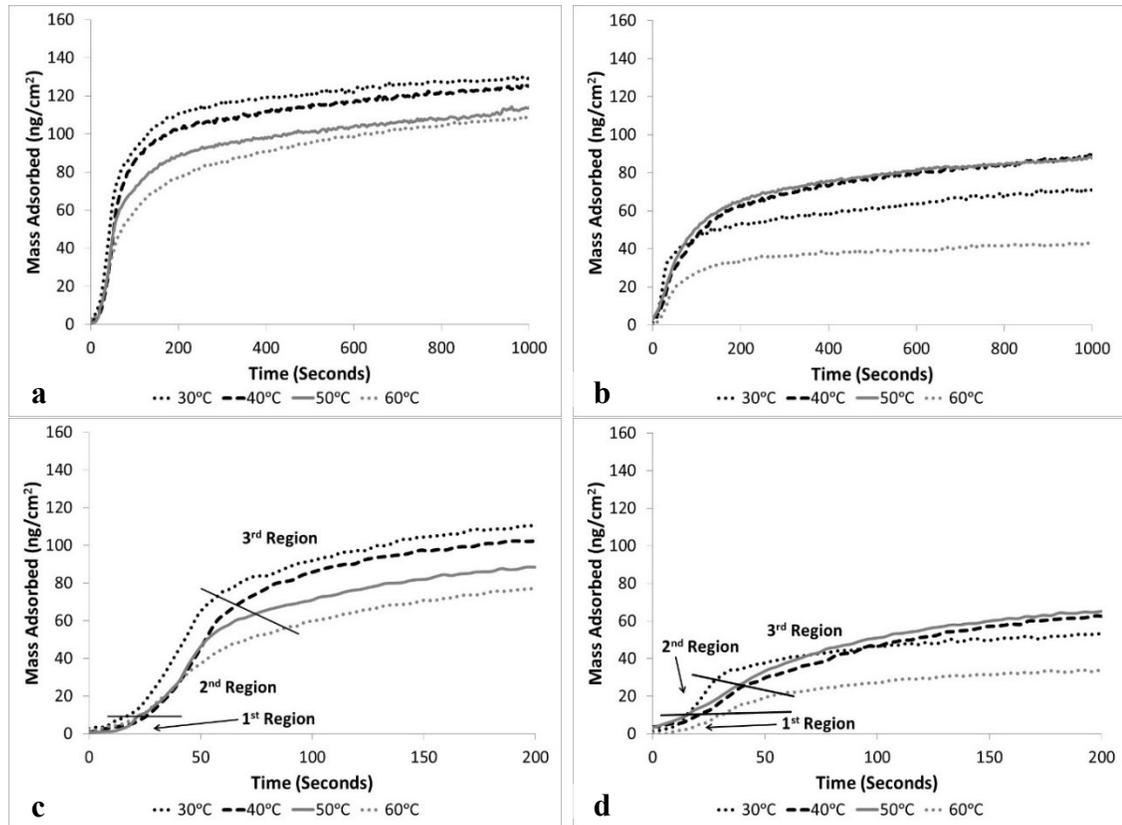 160
140
120
100
80
60
40
20
0
Mass Adsorbed (ng/cm²)
0 200 400 600 800 1000
Time (Seconds)
a
30ºC 40ºC 50ºC 60ºC
160
140
120
100
80
60
40
20
0
Mass Adsorbed (ng/cm²)
0 200 400 600 800 1000
Time (Seconds)
b
30ºC 40ºC 50ºC 60ºC
160
140
120
100
80
60
40
20
0
Mass Adsorbed (ng/cm²)
3rd Region
2nd Region
1st Region
0 50 100 150 200
Time (Seconds)
c
30ºC 40ºC 50ºC 60ºC
160
140
120
100
80
60
40
20
0
Mass Adsorbed (ng/cm²)
3rd Region
2nd Region
1st Region
0 50 100 150 200
Time (Seconds)
d
30ºC 40ºC 50ºC 60ºC